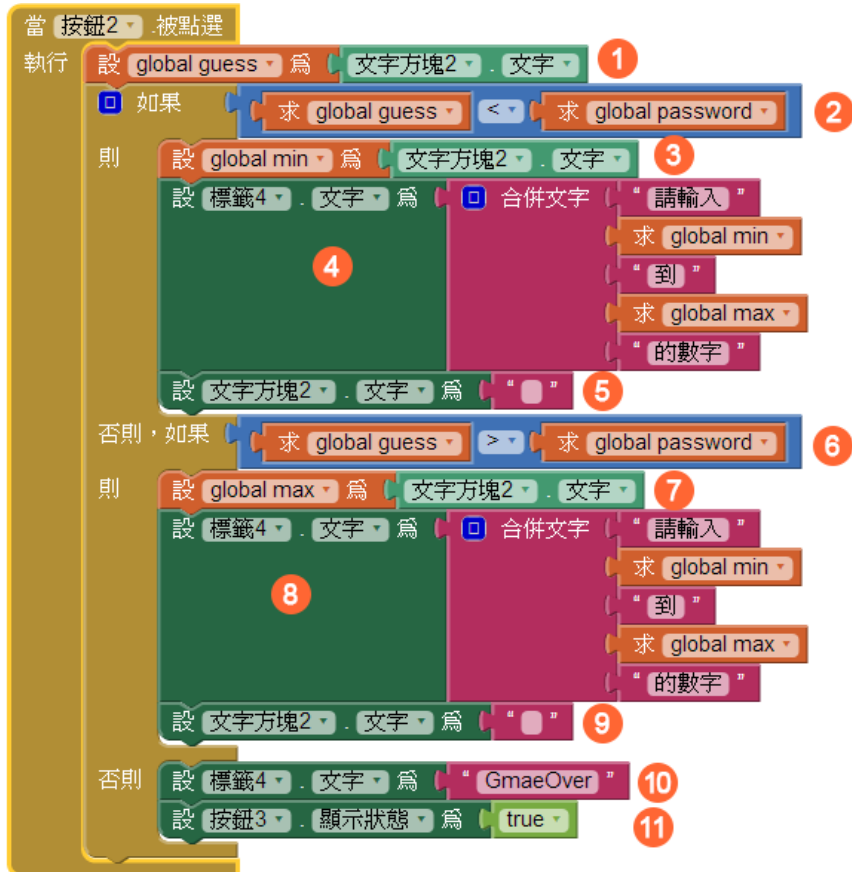 當 按鈕2 .被點選
執行 設 global guess 為 文字方塊2 . 文字 1
如果 求 global guess < 求 global password 2
則 設 global min 為 文字方塊2 . 文字 3
設 標籤4 . 文字 為 合併文字 " 請輸入 "
求 global min
4 " 到 "
求 global max
" 的數字 "
設 文字方塊2 . 文字 為 " " 5
否則,如果 求 global guess > 求 global password 6
則 設 global max 為 文字方塊2 . 文字 7
設 標籤4 . 文字 為 合併文字 " 請輸入 "
求 global min
8 " 到 "
求 global max
" 的數字 "
設 文字方塊2 . 文字 為 " " 9
否則 設 標籤4 . 文字 為 " GmaeOver " 10
設 按鈕3 . 顯示狀態 為 true 11